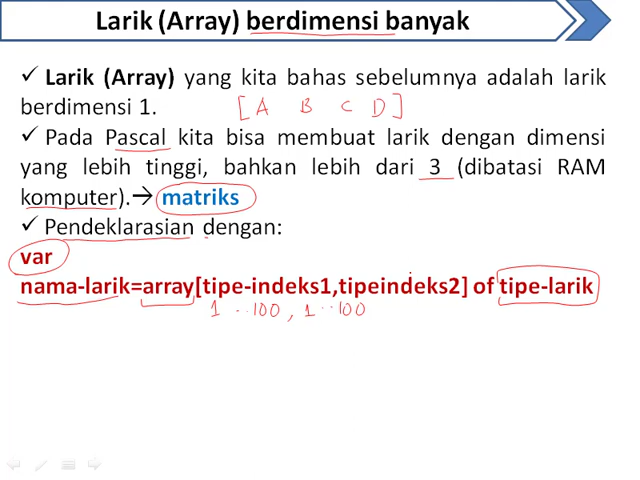 Larik (Array) berdimensi banyak
✓ Larik (Array) yang kita bahas sebelumnya adalah larik
berdimensi 1. [ A B C D ]
✓ Pada Pascal kita bisa membuat larik dengan dimensi
yang lebih tinggi, bahkan lebih dari 3 (dibatasi RAM
komputer).→ matriks
✓ Pendeklarasian dengan:
var
nama-larik=array[tipe-indeks1,tipeindeks2] of tipe-larik
1 ..100 , 1 ..100